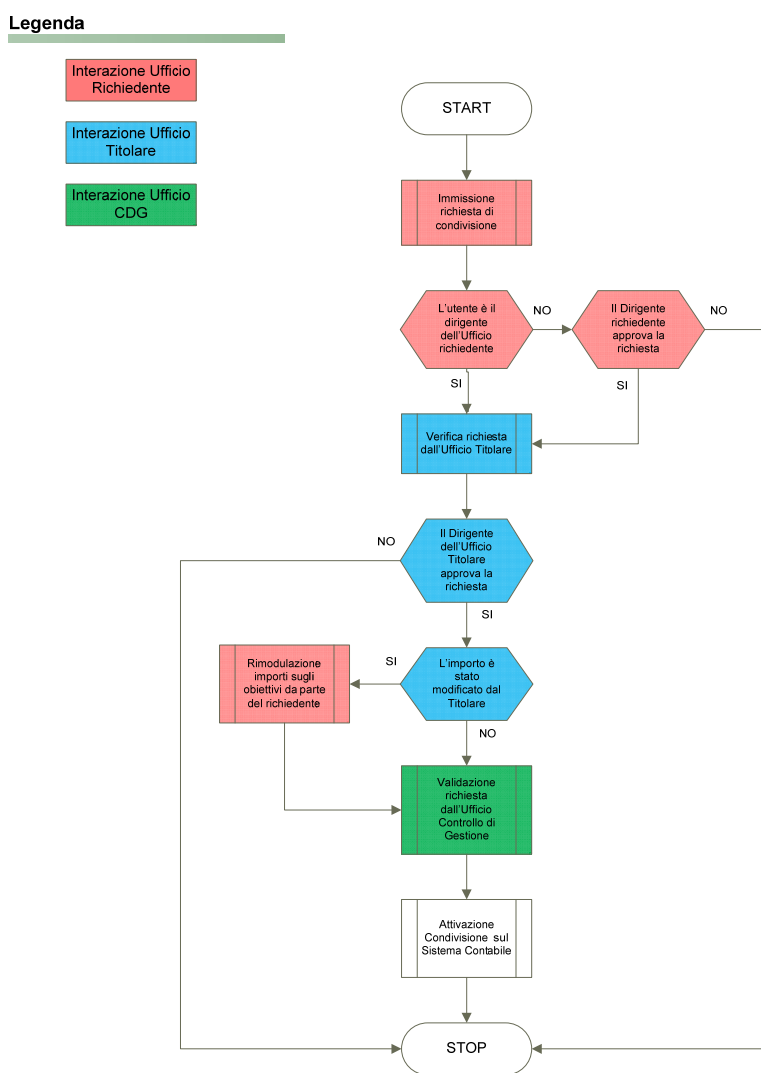 Legenda
Interazione Ufficio
Richiedente
Interazione Ufficio
Titolare
Interazione Ufficio
CDG
START
Immissione
richiesta di
condivisione
L'utente è il
dirigente
dell'Ufficio
richiedente
NO
Il Dirigente
richiedente
approva la
richiesta
NO
SI
SI
Verifica richiesta
dall'Ufficio Titolare
NO
Il Dirigente
dell'Ufficio
Titolare
approva la
richiesta
SI
Rimodulazione
importi sugli
obiettivi da parte
del richiedente
SI
L'importo è
stato
modificato dal
Titolare
NO
Validazione
richiesta
dall'Ufficio
Controllo di
Gestione
Attivazione
Condivisione sul
Sistema Contabile
STOP